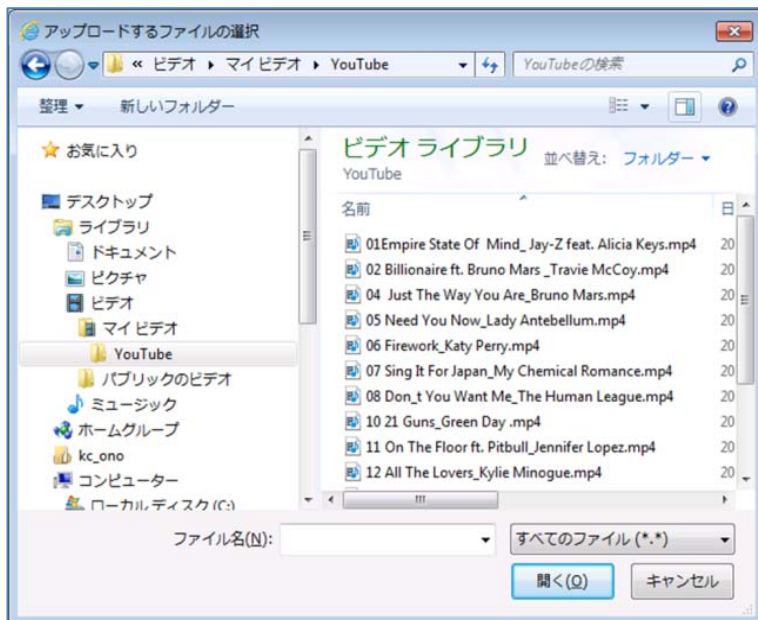 アップロードするファイルの選択
« ビデオ ▸ マイ ビデオ ▸ YouTube
YouTubeの検索
整理 新しいフォルダー
お気に入り
デスクトップ
ライブラリ
ドキュメント
ピクチャ
ビデオ
マイ ビデオ
YouTube
パブリックのビデオ
ミュージック
ホームグループ
kc_ono
コンピューター
ローカル ディスク (C:)
ビデオ ライブラリ
YouTube
並べ替え: フォルダー
名前 日
01Empire State Of Mind_ Jay-Z feat. Alicia Keys.mp4 20
02 Billionaire ft. Bruno Mars _Travie McCoy.mp4 20
04 Just The Way You Are_Bruno Mars.mp4 20
05 Need You Now_Lady Antebellum.mp4 20
06 Firework_Katy Perry.mp4 20
07 Sing It For Japan_My Chemical Romance.mp4 20
08 Don_t You Want Me_The Human League.mp4 20
10 21 Guns_Green Day .mp4 20
11 On The Floor ft. Pitbull_Jennifer Lopez.mp4 20
12 All The Lovers_Kylie Minogue.mp4 20
ファイル名(N):
すべてのファイル (*.*)
開く(O) キャンセル